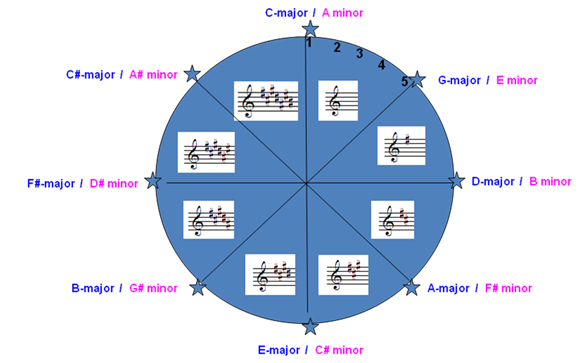 C-major / A minor
1
2
3
4
5
C#-major / A# minor
G-major / E minor
F#-major / D# minor
D-major / B minor
B-major / G# minor
A-major / F# minor
E-major / C# minor